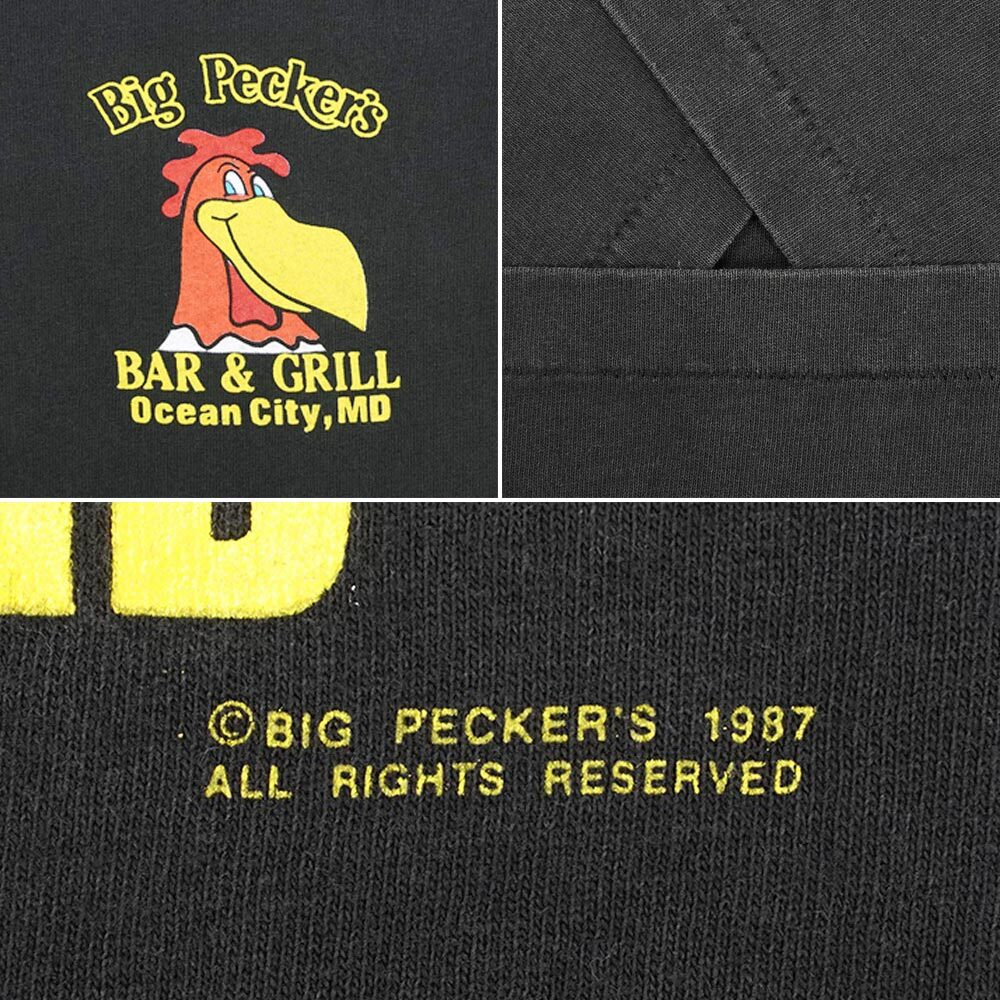 Big Pecker's
BAR & GRILL
Ocean City, MD
©BIG PECKER'S 1987
ALL RIGHTS RESERVED